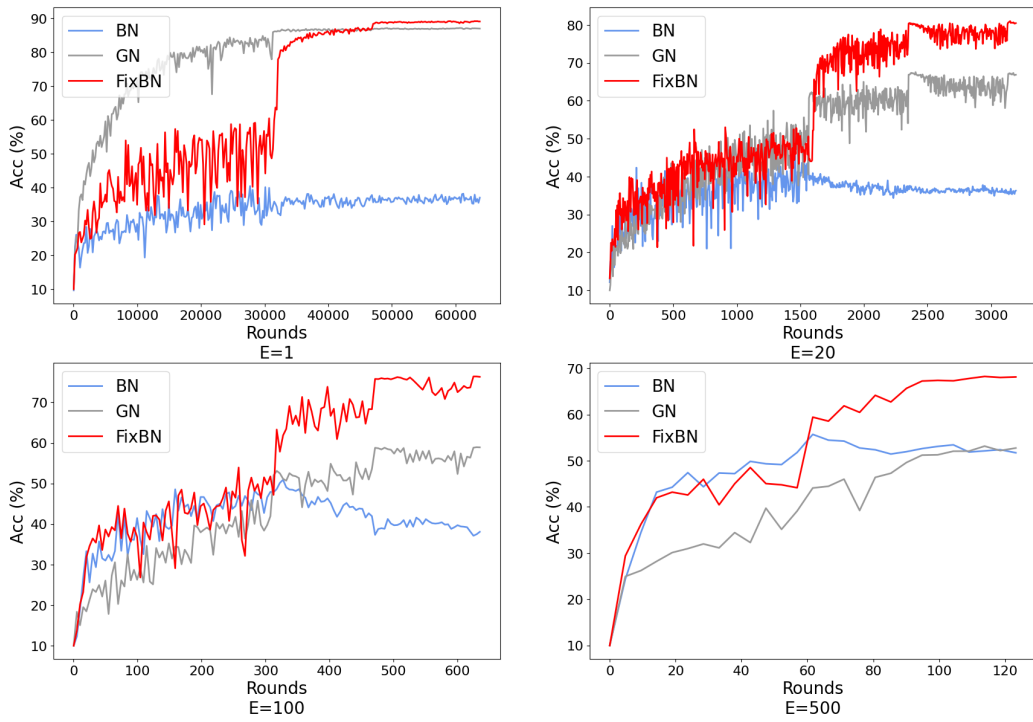 90
80
70
60
50
40
30
20
10
Acc (%)
BN
GN
FixBN
0 10000 20000 30000 40000 50000 60000
Rounds
E=1
80
70
60
50
40
30
20
10
Acc (%)
BN
GN
FixBN
0 500 1000 1500 2000 2500 3000
Rounds
E=20
70
60
50
40
30
20
10
Acc (%)
BN
GN
FixBN
0 100 200 300 400 500 600
Rounds
E=100
70
60
50
40
30
20
10
Acc (%)
BN
GN
FixBN
0 20 40 60 80 100 120
Rounds
E=500